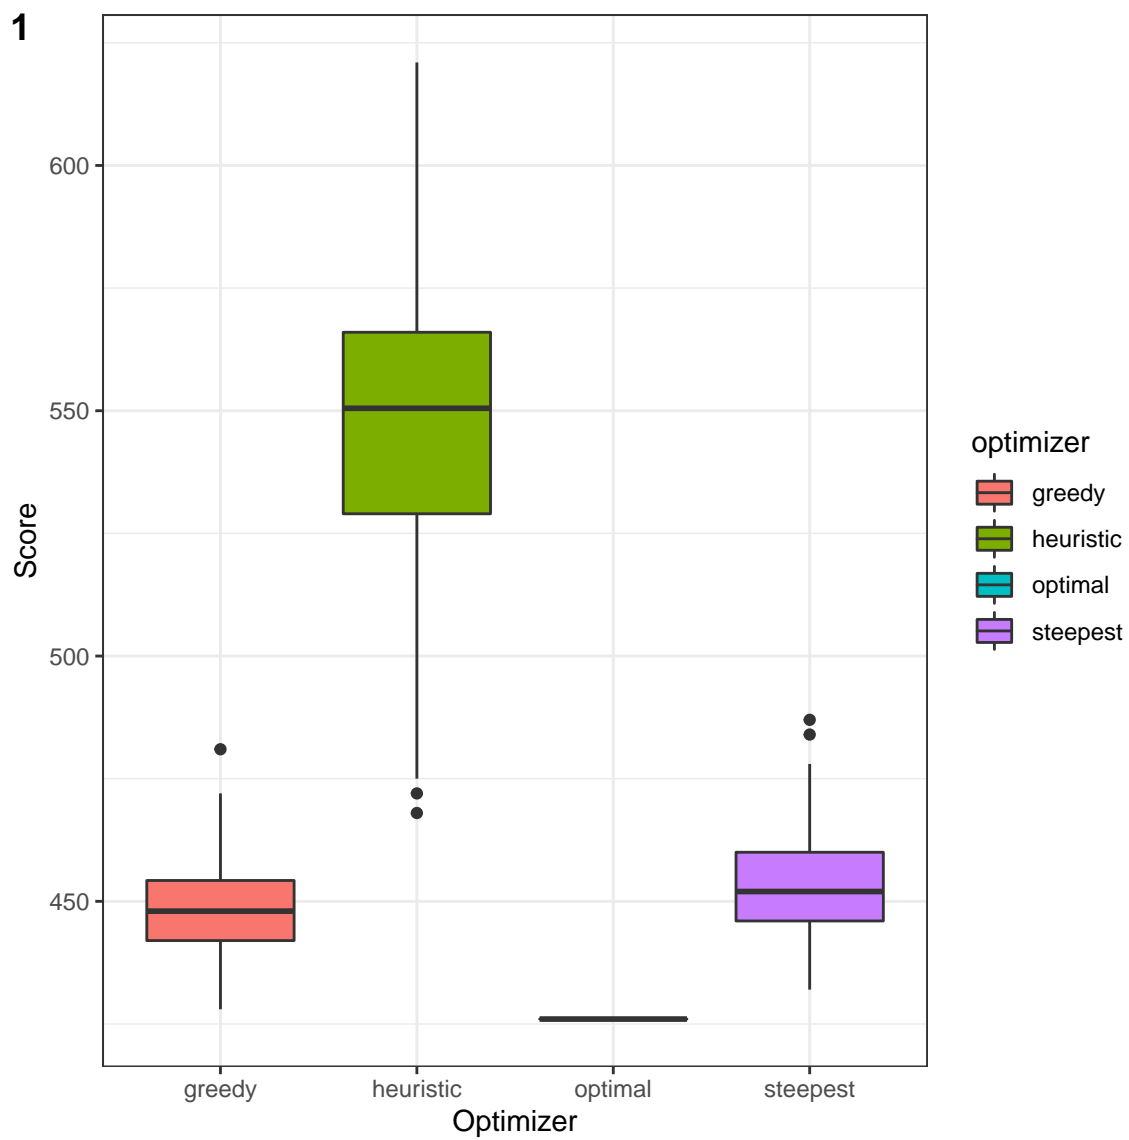 1
600
550
500
450
Score
greedy
heuristic
optimal
steepest
Optimizer
optimizer
greedy
heuristic
optimal
steepest